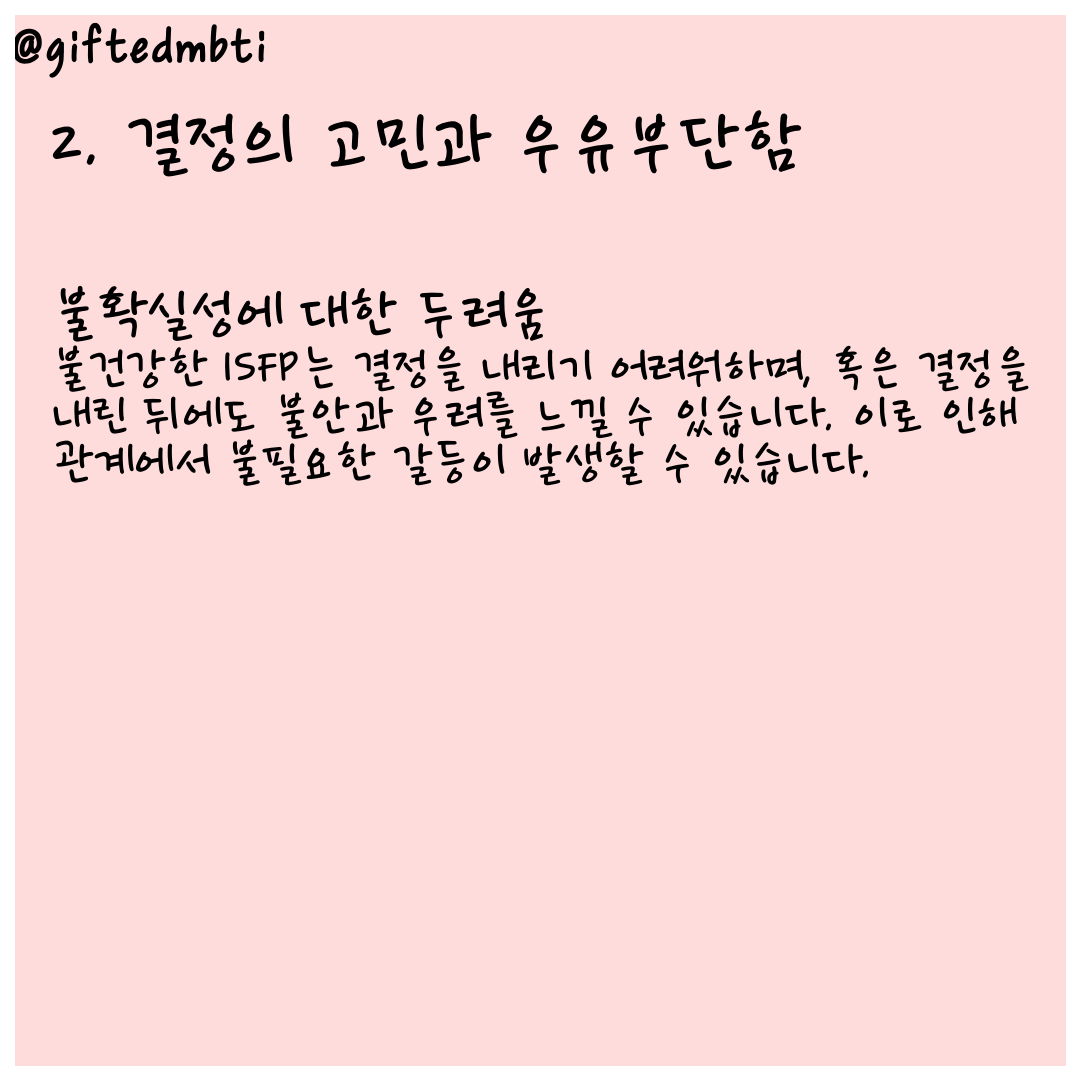 @giftedmbti
2. 결정의 고민과 우유부단함
불확실성에 대한 두려움
불건강한 ISFP는 결정을 내리기 어려워하며, 혹은 결정을
내린 뒤에도 불안과 우려를 느낄 수 있습니다. 이로 인해
관계에서 불필요한 갈등이 발생할 수 있습니다.